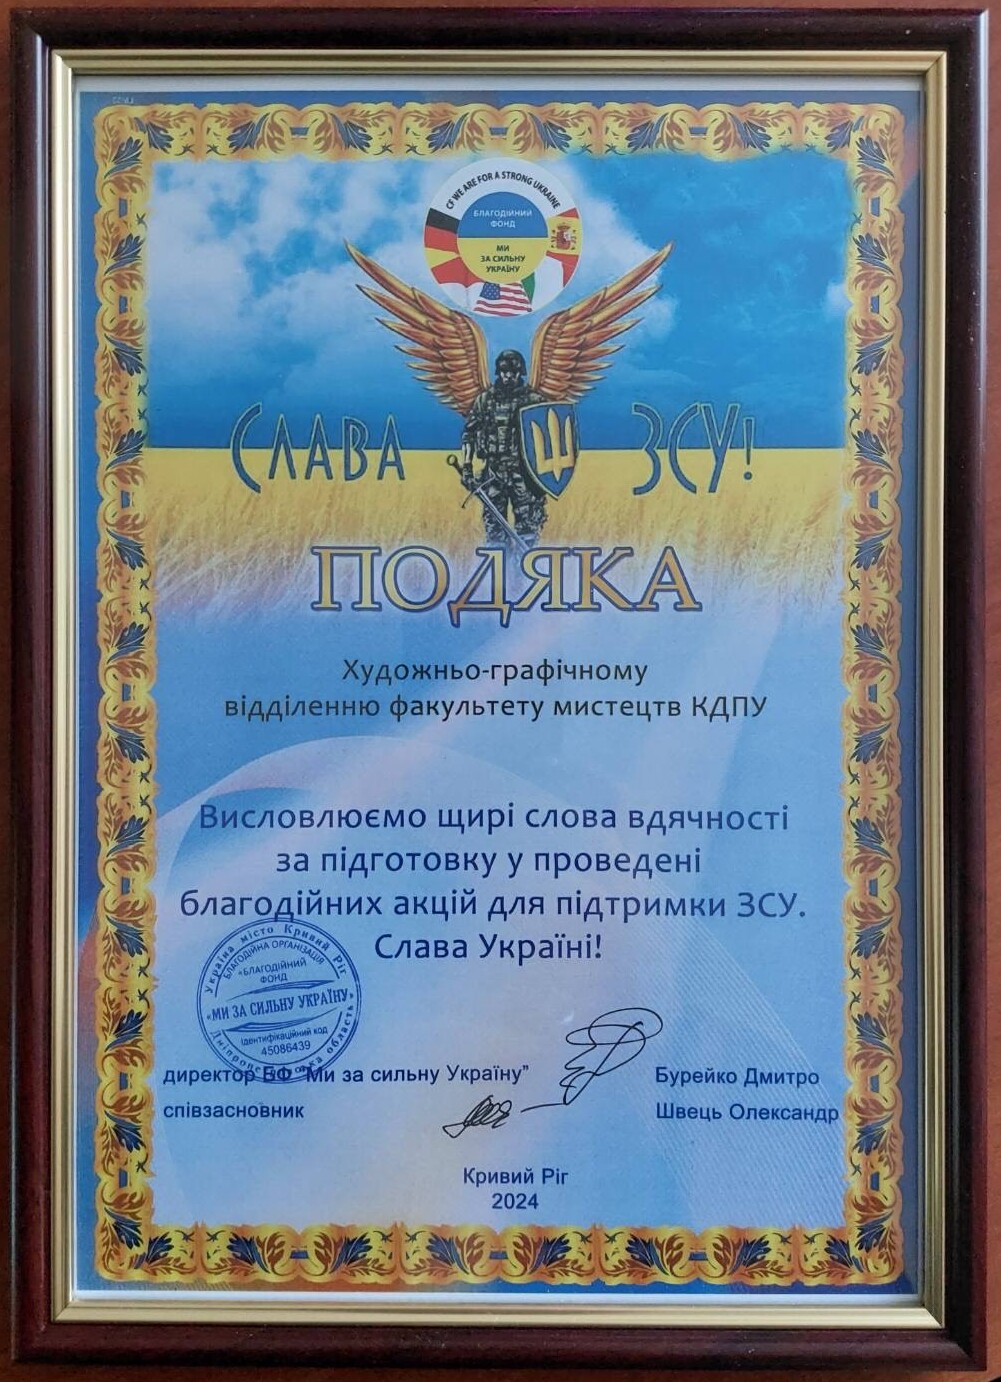 CF WE ARE FOR A STRONG UKRAINE
БЛАГОДІЙНИЙ
ФОНД
МИ
ЗА СИЛЬНУ
УКРАЇНУ
СЛАВА ЗСУ!
ПОДЯКА
Художньо-графічному
відділенню факультету мистецтв КДПУ
Висловлюємо щирі слова вдячності
за підготовку у проведені
благодійних акцій для підтримки ЗСУ.
Слава Україні!
Україна місто Кривий Ріг
БЛАГОДІЙНА ОРГАНІЗАЦІЯ
«БЛАГОДІЙНИЙ
ФОНД
«МИ ЗА СИЛЬНУ УКРАЇНУ»
Ідентифікаційний код
45086439
Дніпропетровська область
директор БФ "Ми за сильну Україну" Бурейко Дмитро
співзасновник Швець Олександр
Кривий Ріг
2024